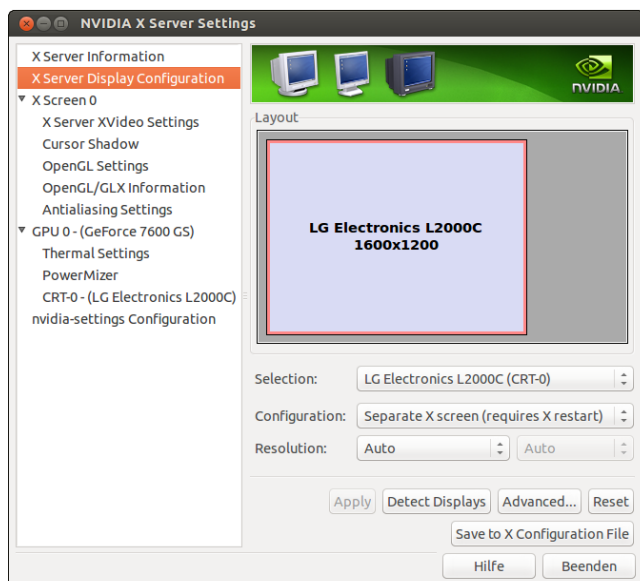 NVIDIA X Server Settings
X Server Information
X Server Display Configuration
X Screen 0
X Server XVideo Settings
Cursor Shadow
OpenGL Settings
OpenGL/GLX Information
Antialiasing Settings
GPU 0 - (GeForce 7600 GS)
Thermal Settings
PowerMizer
CRT-0 - (LG Electronics L2000C)
nvidia-settings Configuration
NVIDIA
Layout
LG Electronics L2000C
1600x1200
Selection: LG Electronics L2000C (CRT-0)
Configuration: Separate X screen (requires X restart)
Resolution: Auto Auto
Apply Detect Displays Advanced... Reset
Save to X Configuration File
Hilfe Beenden